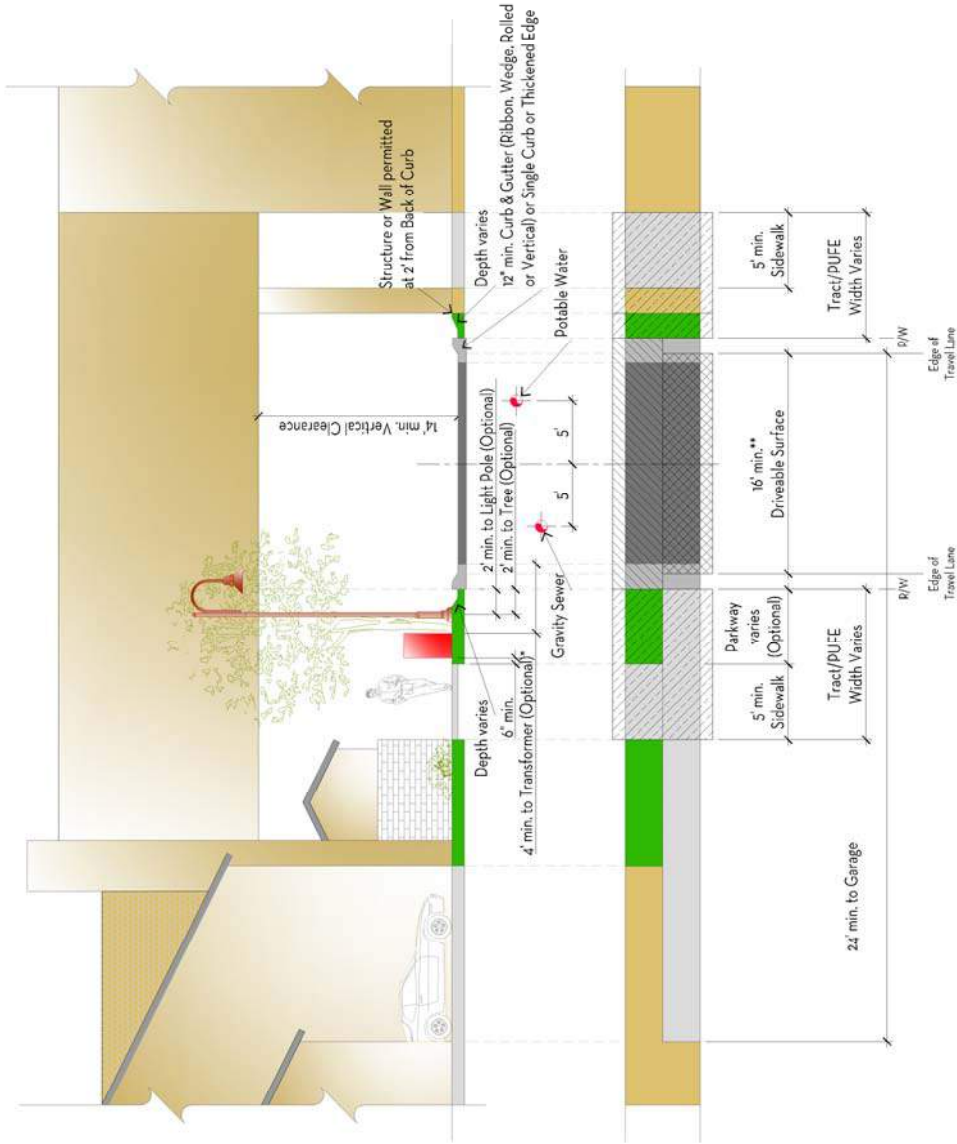 14' min. Vertical Clearance
Structure or Wall permitted
at 2' from Back of Curb
Depth varies
12" min. Curb & Gutter (Ribbon, Wedge, Rolled
or Vertical) or Single Curb or Thickened Edge
2' min. to Light Pole (Optional)
2' min. to Tree (Optional)
Potable Water
Depth varies
6" min.
4' min. to Transformer (Optional)*
Gravity Sewer
5'
5'
5' min.
Sidewalk
Parkway
varies
(Optional)
16' min.**
Driveable Surface
5' min.
Sidewalk
Tract/PUFE
Width Varies
Tract/PUFE
Width Varies
24' min. to Garage
R/W
Edge of
Travel Lane
Edge of
Travel Lane
R/W